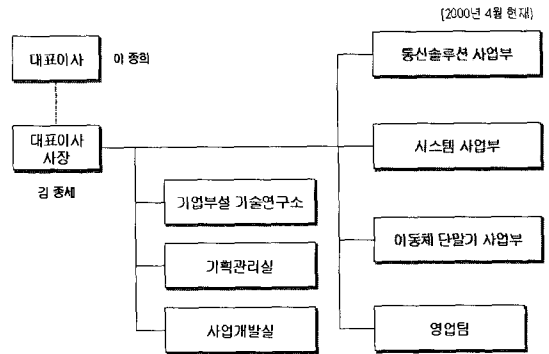 (2000년 4월 현재)
대표이사
이 종희
대표이사
사장
김 종세
기업부설 기술연구소
기획관리실
사업개발실
통신솔루션 사업부
시스템 사업부
이동체 단말기 사업부
영업팀